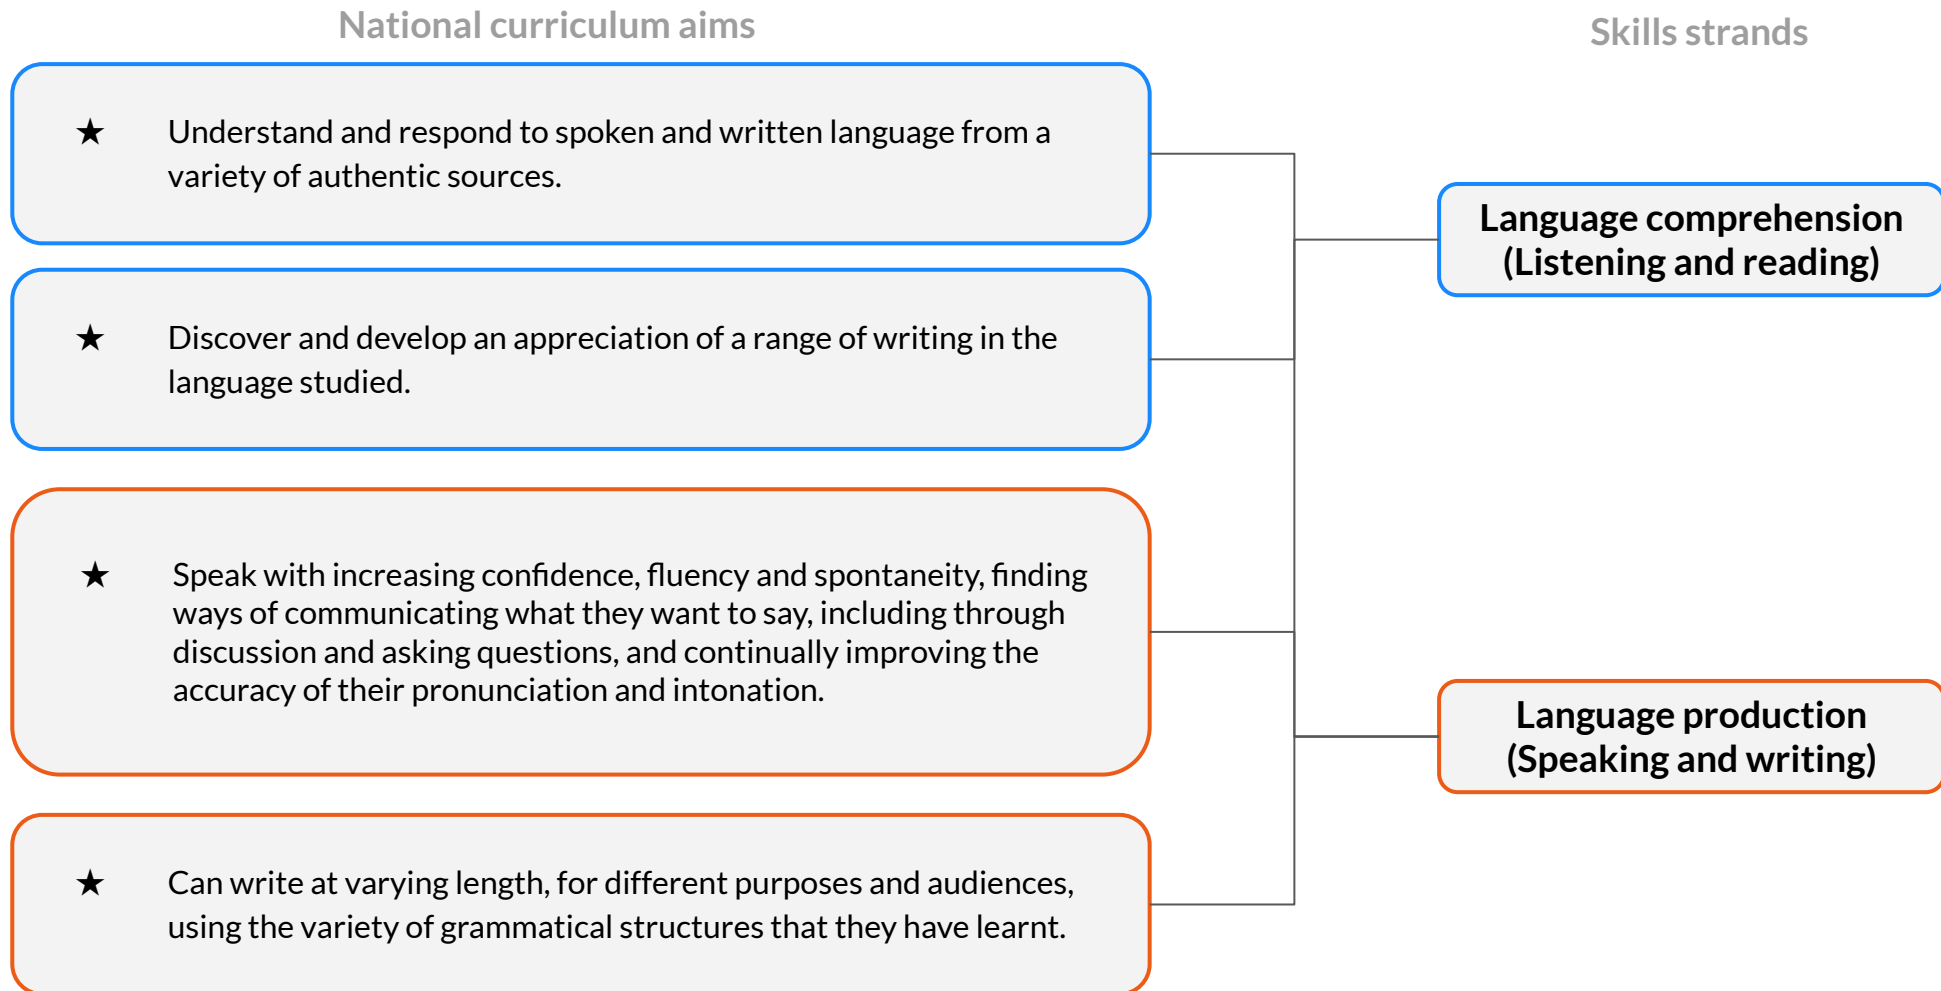 National curriculum aims
Skills strands
★ Understand and respond to spoken and written language from a
variety of authentic sources.
Language comprehension
(Listening and reading)
★ Discover and develop an appreciation of a range of writing in the
language studied.
★ Speak with increasing confidence, fluency and spontaneity, finding
ways of communicating what they want to say, including through
discussion and asking questions, and continually improving the
accuracy of their pronunciation and intonation.
Language production
(Speaking and writing)
★ Can write at varying length, for different purposes and audiences,
using the variety of grammatical structures that they have learnt.